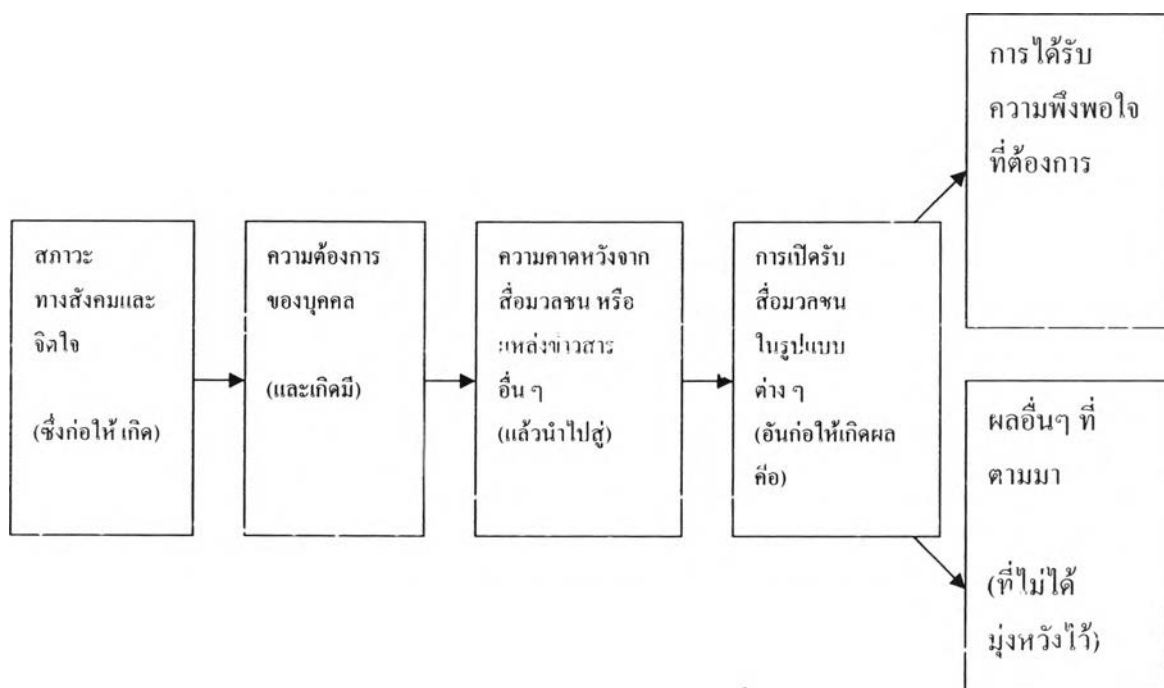 สภาวะ
ทางสังคมและ
จิตใจ
(ซึ่งก่อให้ เกิด)
ความต้องการ
ของบุคคล
(และเกิดมี)
ความคาดหวังจาก
สื่อมวลชน หรือ
แหล่งข่าวสาร
อื่น ๆ
(แล้วนำไปสู่)
การเปิดรับ
สื่อมวลชน
ในรูปแบบ
ต่าง ๆ
(อันก่อให้เกิดผล
คือ)
การได้รับ
ความพึงพอใจ
ที่ต้องการ
ผลอื่นๆ ที่
ตามมา
(ที่ไม่ได้
มุ่งหวังไว้)